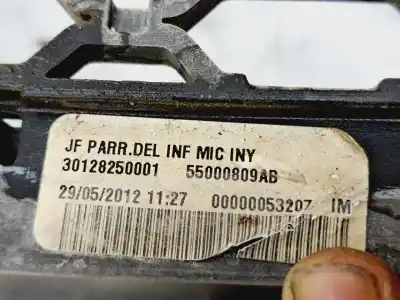 JF PARR.DEL INF MIC INY
30128250001 55000809AB
29/05/2012 11:27 00000053207 IM